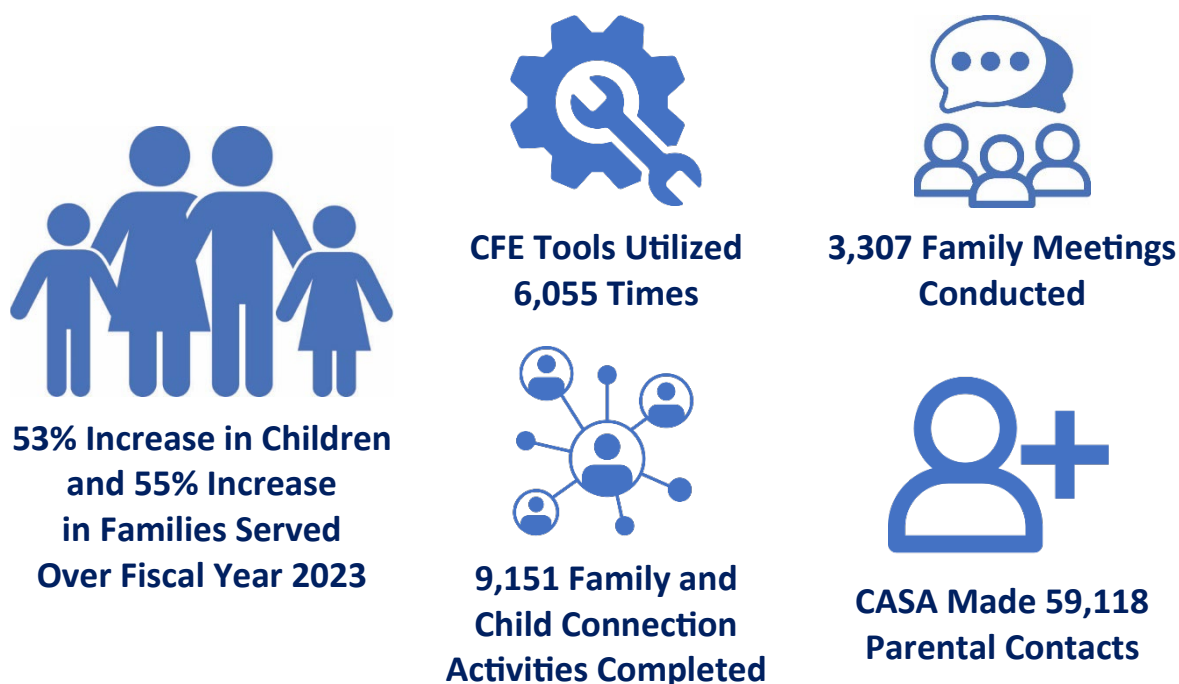 53% Increase in Children
and 55% Increase
in Families Served
Over Fiscal Year 2023
CFE Tools Utilized
6,055 Times
3,307 Family Meetings
Conducted
9,151 Family and
Child Connection
Activities Completed
CASA Made 59,118
Parental Contacts